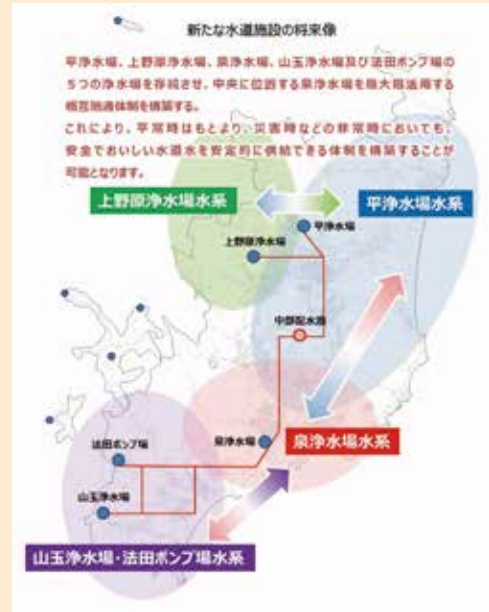 新たな水道施設の将来像
平浄水場、上野原浄水場、泉浄水場、山玉浄水場及び法田ポンプ場の
５つの浄水場を存続させ、中央に位置する泉浄水場を最大限活用する
相互融通体制を構築する。
これにより、平常時はもとより、災害時などの非常時においても、
安全でおいしい水道水を安定的に供給できる体制を構築することが
可能となります。
上野原浄水場水系
平浄水場水系
平浄水場
上野原浄水場
中部配水池
法田ポンプ場
泉浄水場
泉浄水場水系
山玉浄水場
山玉浄水場・法田ポンプ場水系